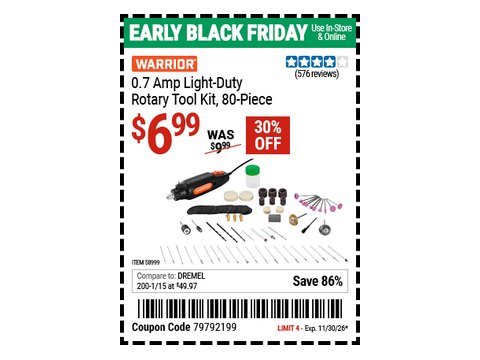 EARLY BLACK FRIDAY Use In-Store & Online
WARRIOR
(576 reviews)
0.7 Amp Light-Duty
Rotary Tool Kit, 80-Piece
$6.99
WAS
$9.99
30%
OFF
ITEM 58999
Compare to: DREMEL
200-1/15 at $49.97
Save 86%
Coupon Code 79792199
LIMIT 4 - Exp. 11/30/26*